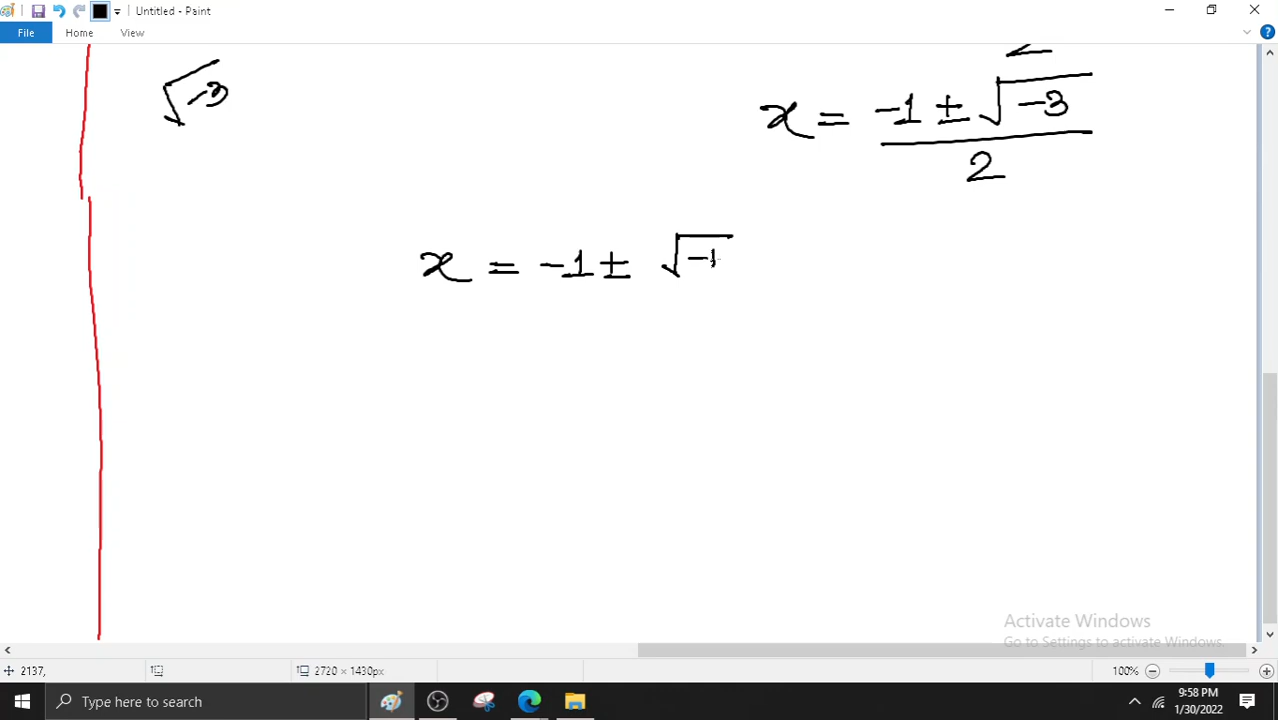 Untitled - Paint
File Home View
√-3
x = (-1 ± √-3) / 2
x = -1 ± √-1
Activate Windows
Go to Settings to activate Windows.
2137, 2720 × 1430px 100%
Type here to search
9:58 PM
1/30/2022